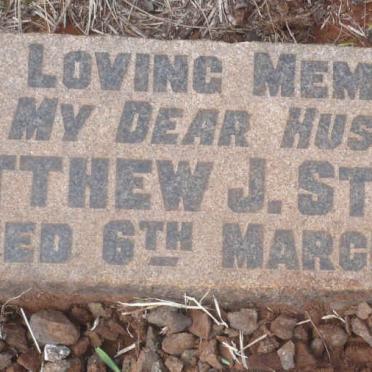 LOVING MEM
MY DEAR HUS
TTHEW J. ST
ED 6TH MARC